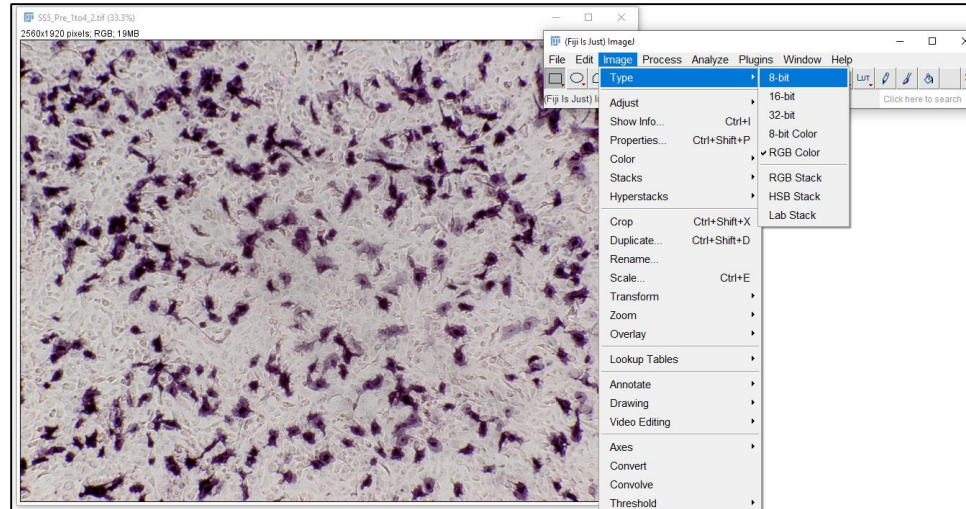 SS5_Pre_1to4_2.tif (33.3%)
2560x1920 pixels; RGB; 19MB
(Fiji Is Just) ImageJ
File Edit Image Process Analyze Plugins Window Help
LUT
(Fiji Is Just) I
Click here to search
Type
Adjust
Show Info... Ctrl+I
Properties... Ctrl+Shift+P
Color
Stacks
Hyperstacks
Crop Ctrl+Shift+X
Duplicate... Ctrl+Shift+D
Rename...
Scale... Ctrl+E
Transform
Zoom
Overlay
Lookup Tables
Annotate
Drawing
Video Editing
Axes
Convert
Convolve
Threshold
8-bit
16-bit
32-bit
8-bit Color
RGB Color
RGB Stack
HSB Stack
Lab Stack